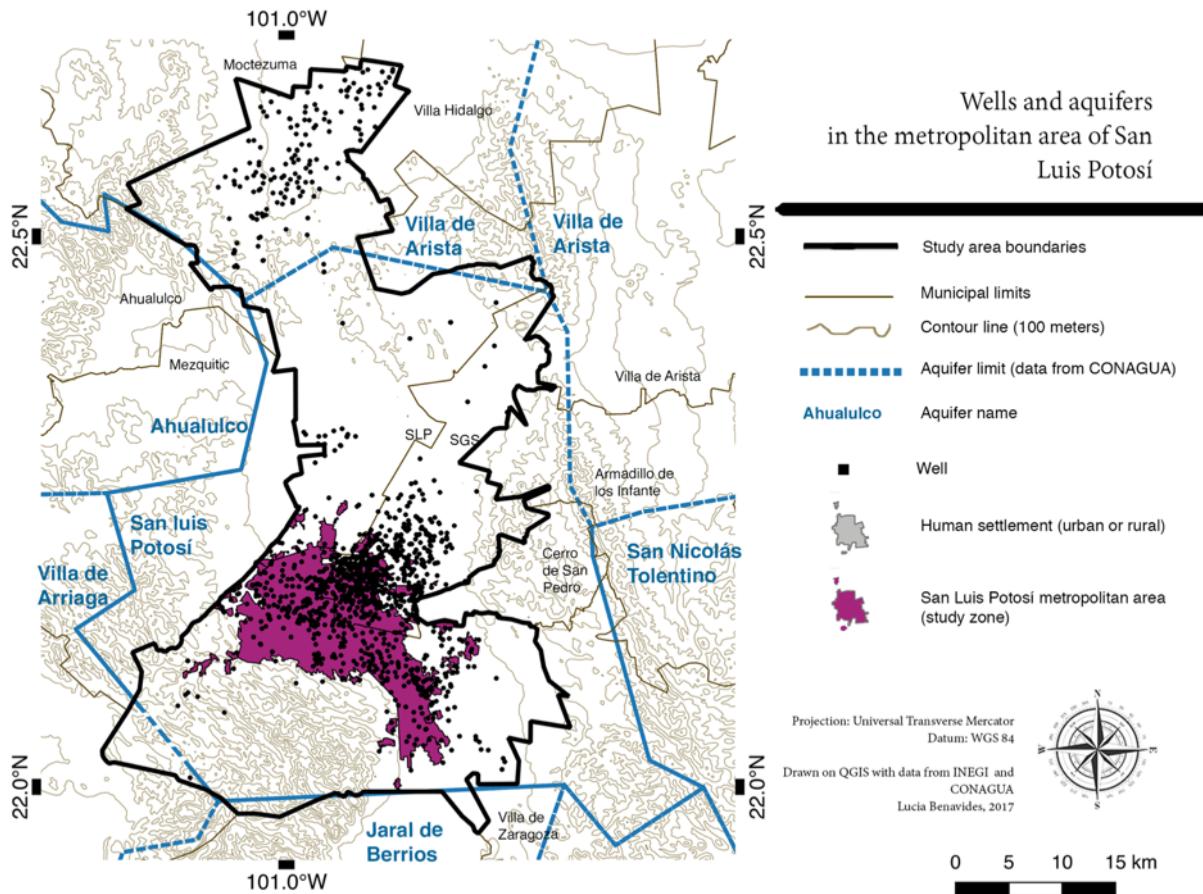 101.0°W
Moctezuma
Villa Hidalgo
22.5°N
Villa de
Arista
Villa de
Arista
22.5°N
Ahualulco
Mezquitic
Villa de Arista
Ahualulco
SLP
SGS
Armadillo de
los Infante
San luis
Potosí
Cerro
de San
Pedro
San Nicolás
Tolentino
Villa de
Arriaga
22.0°N
22.0°N
Villa de
Zaragoza
Jaral de
Berrios
101.0°W
Wells and aquifers
in the metropolitan area of San
Luis Potosí
Study area boundaries
Municipal limits
Contour line (100 meters)
Aquifer limit (data from CONAGUA)
Ahualulco Aquifer name
Well
Human settlement (urban or rural)
San Luis Potosí metropolitan area
(study zone)
Projection: Universal Transverse Mercator
Datum: WGS 84
Drawn on QGIS with data from INEGI and
CONAGUA
Lucia Benavides, 2017
N
W E
S
0 5 10 15 km